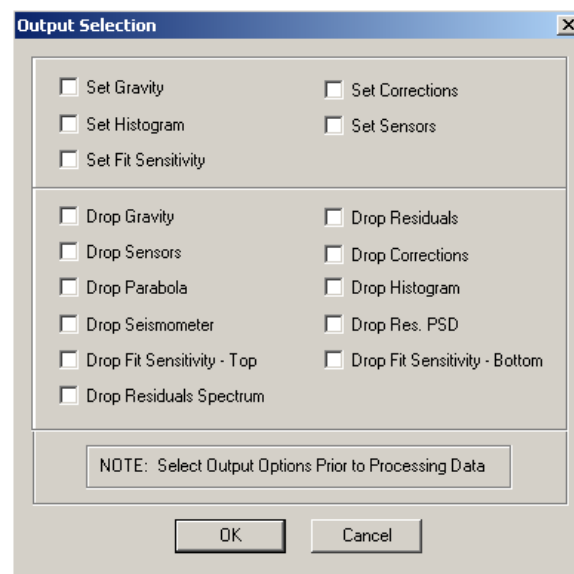 Output Selection
Set Gravity
Set Corrections
Set Histogram
Set Sensors
Set Fit Sensitivity
Drop Gravity
Drop Residuals
Drop Sensors
Drop Corrections
Drop Parabola
Drop Histogram
Drop Seismometer
Drop Res. PSD
Drop Fit Sensitivity - Top
Drop Fit Sensitivity - Bottom
Drop Residuals Spectrum
NOTE: Select Output Options Prior to Processing Data
OK
Cancel